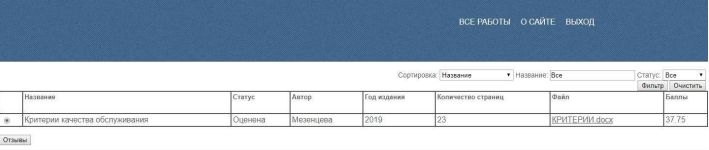 ВСЕ РАБОТЫ О САЙТЕ ВЫХОД
Сортировка: Название Название: Все Статус: Все
Фильтр Очистить
Название Статус Автор Год издания Количество страниц Файл Баллы
Критерии качества обслуживания Оценена Мезенцева 2019 23 КРИТЕРИИ.docx 37.75
Отзывы